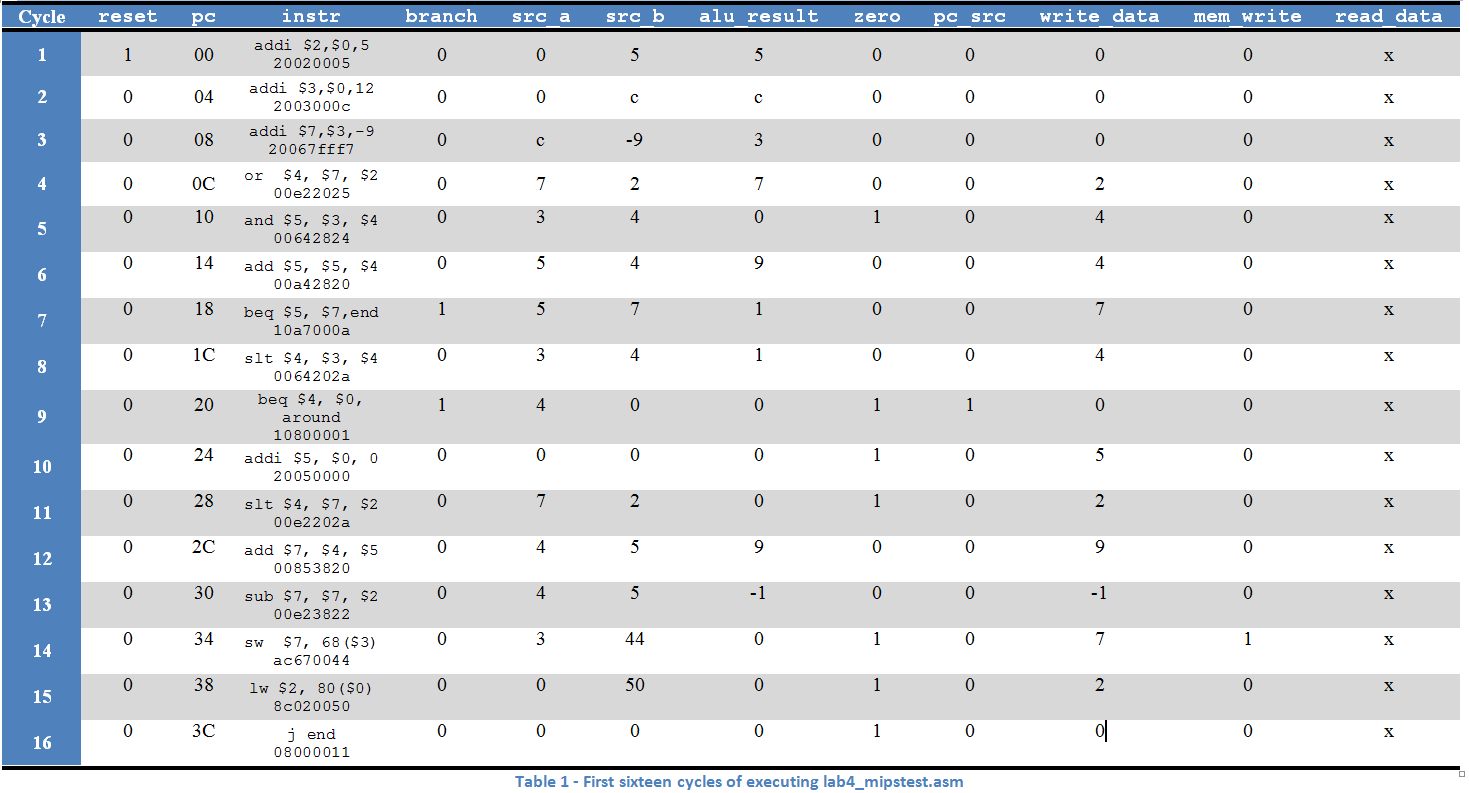 Cycle reset pc instr branch src_a src_b alu_result zero pc_src write_data mem_write read_data
1 1 00 addi $2,$0,5 0 0 5 5 0 0 0 0 x
20020005
2 0 04 addi $3,$0,12 0 0 c c 0 0 0 0 x
2003000c
3 0 08 addi $7,$3,-9 0 c -9 3 0 0 0 0 x
20067fff7
4 0 0C or $4, $7, $2 0 7 2 7 0 0 2 0 x
00e22025
5 0 10 and $5, $3, $4 0 3 4 0 1 0 4 0 x
00642824
6 0 14 add $5, $5, $4 0 5 4 9 0 0 4 0 x
00a42820
7 0 18 beq $5, $7,end 1 5 7 1 0 0 7 0 x
10a7000a
8 0 1C slt $4, $3, $4 0 3 4 1 0 0 4 0 x
0064202a
9 0 20 beq $4, $0, 1 4 0 0 1 1 0 0 x
around
10800001
10 0 24 addi $5, $0, 0 0 0 0 0 1 0 5 0 x
20050000
11 0 28 slt $4, $7, $2 0 7 2 0 1 0 2 0 x
00e2202a
12 0 2C add $7, $4, $5 0 4 5 9 0 0 9 0 x
00853820
13 0 30 sub $7, $7, $2 0 4 5 -1 0 0 -1 0 x
00e23822
14 0 34 sw $7, 68($3) 0 3 44 0 1 0 7 1 x
ac670044
15 0 38 lw $2, 80($0) 0 0 50 0 1 0 2 0 x
8c020050
16 0 3C j end 0 0 0 0 1 0 0 0 x
08000011
Table 1 - First sixteen cycles of executing lab4_mipstest.asm